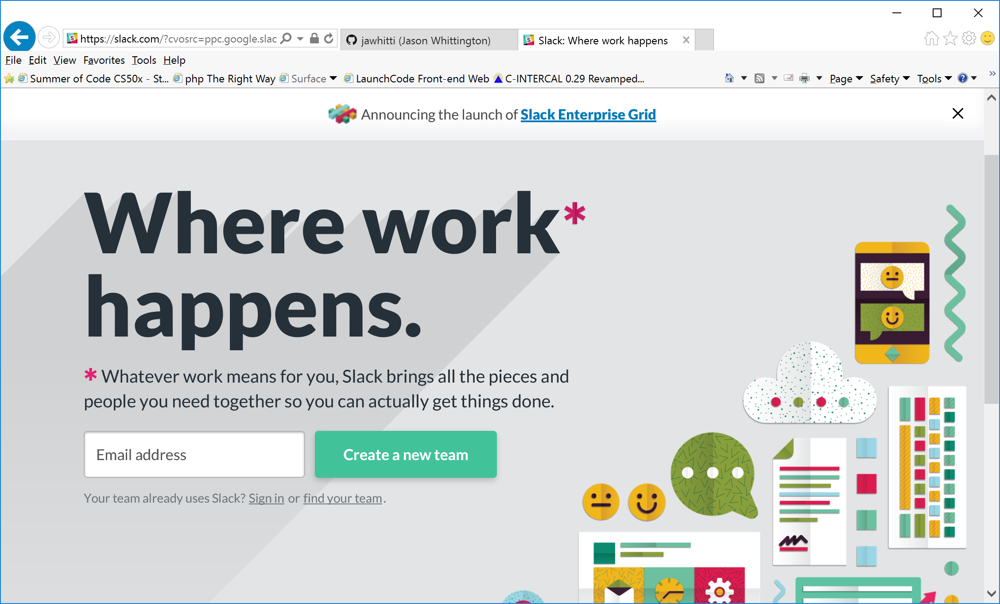 https://slack.com/?cvosrc=ppc.google.slac
jawhitti (Jason Whittington)
Slack: Where work happens
File Edit View Favorites Tools Help
Summer of Code CS50x - St... php The Right Way Surface LaunchCode Front-end Web C-INTERCAL 0.29 Revamped... Page Safety Tools
Announcing the launch of Slack Enterprise Grid
Where work*
happens.
* Whatever work means for you, Slack brings all the pieces and
people you need together so you can actually get things done.
Email address
Create a new team
Your team already uses Slack? Sign in or find your team.